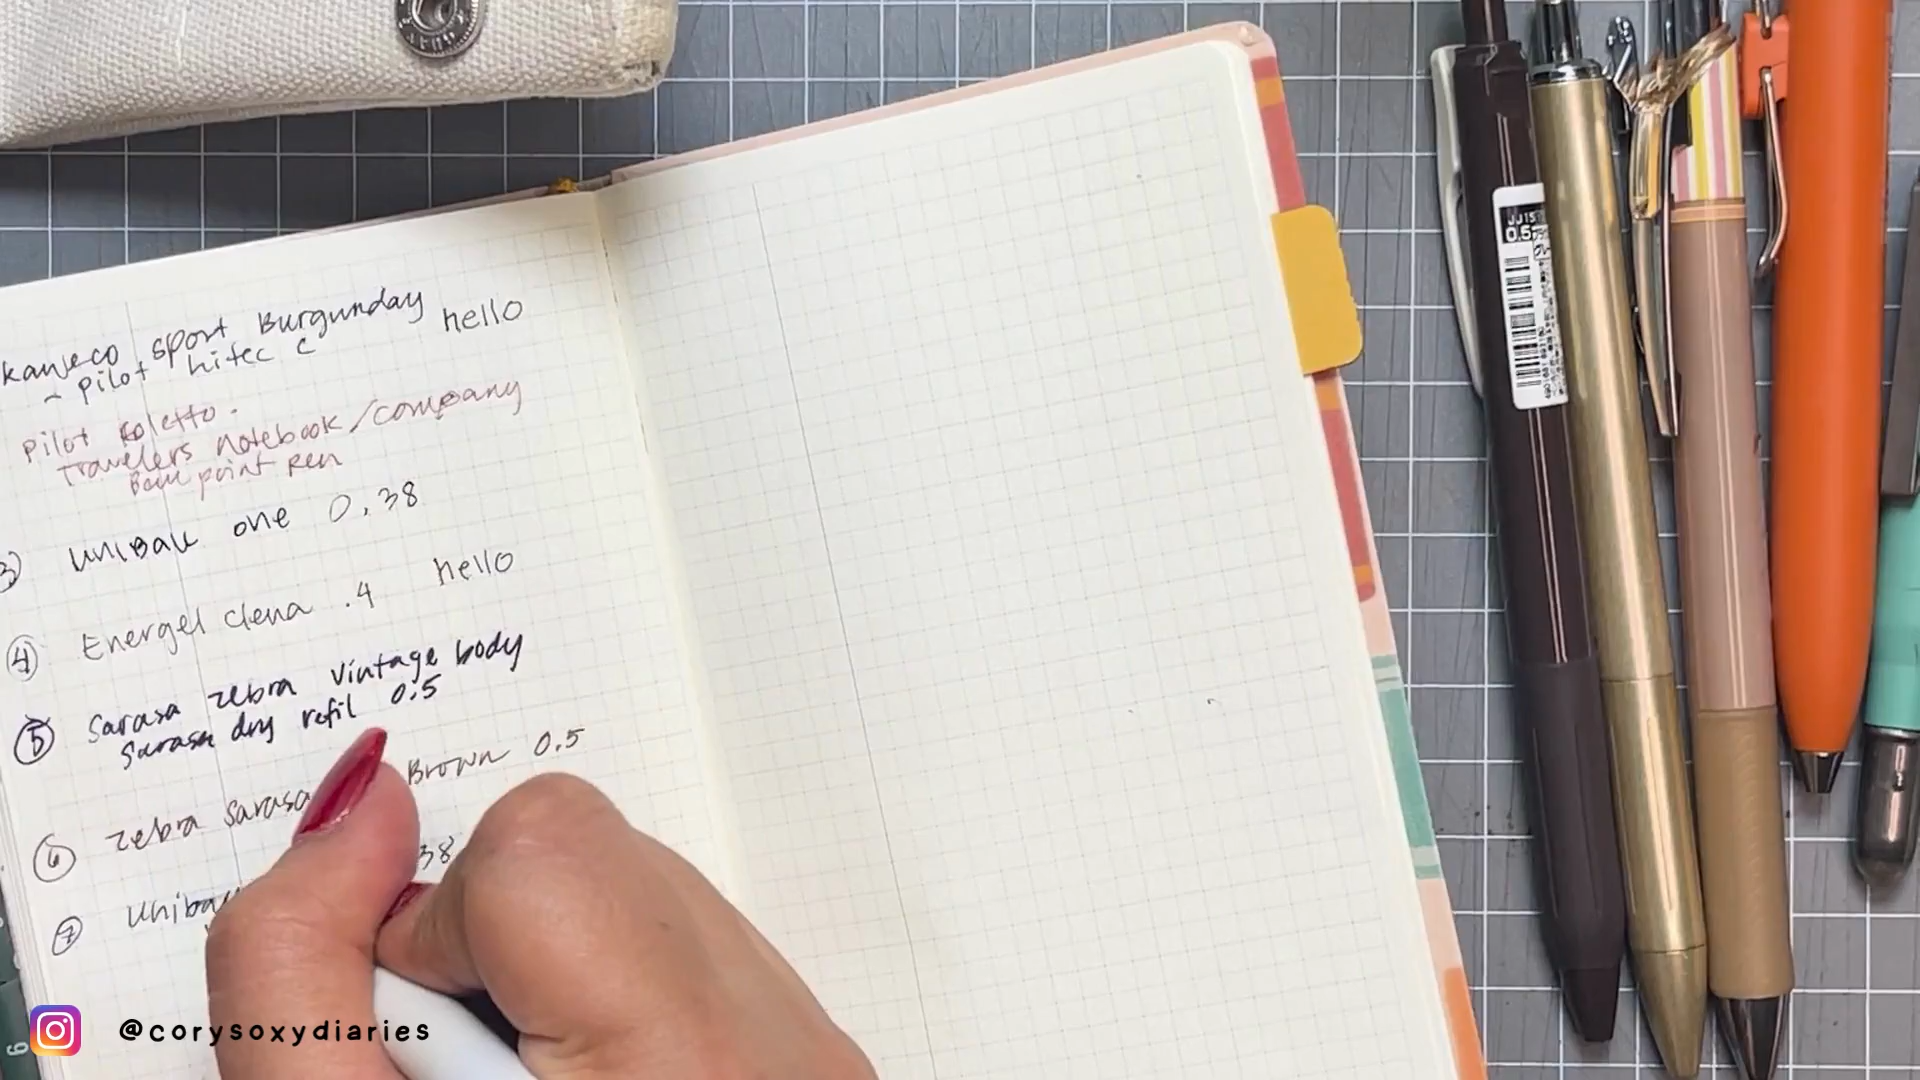 kaweco sport Burgunday hello
- pilot hitec c
pilot Koletto.
Travelers notebook/company
Ball point Pen
3 uniBall one 0.38
4 Energel clena .4 hello
5 Sarasa zebra vintage body
Sarasa dry refil 0.5
6 zebra Sarasa Brown 0.5
7 uniba 38
JJ15
0.5
@corysoxydiaries